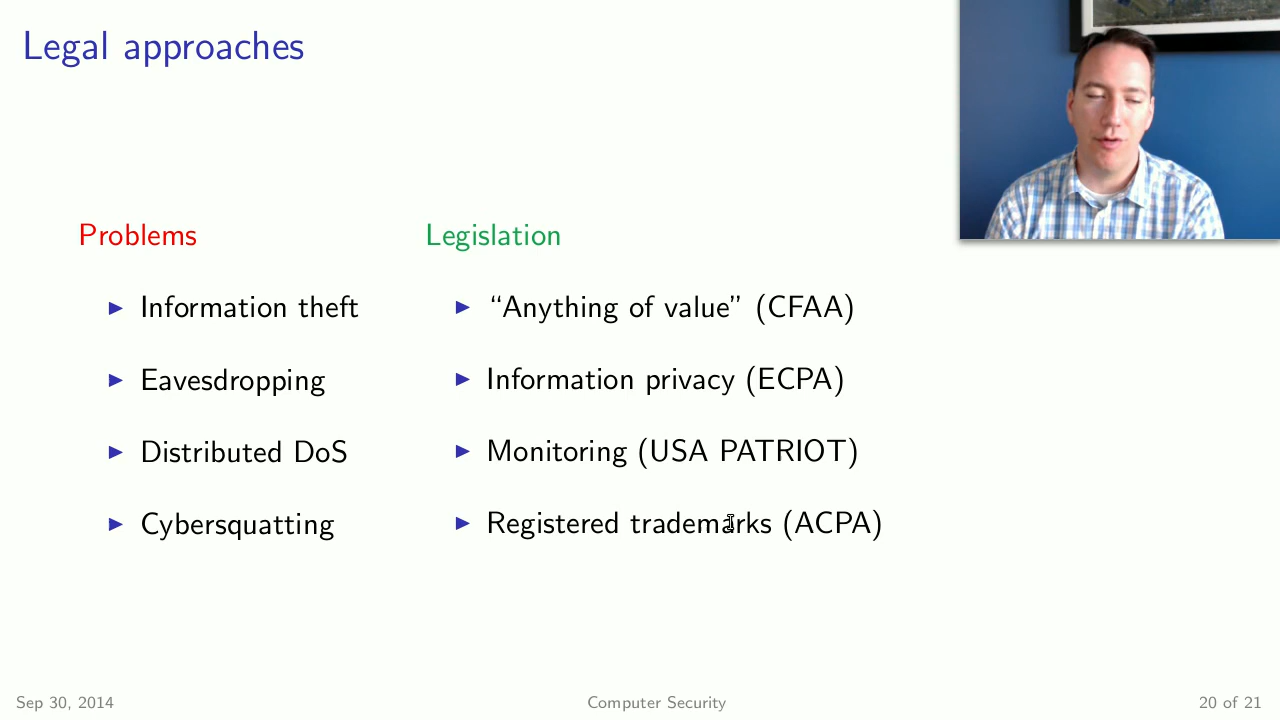 Legal approaches
Problems
► Information theft
► Eavesdropping
► Distributed DoS
► Cybersquatting
Legislation
► “Anything of value” (CFAA)
► Information privacy (ECPA)
► Monitoring (USA PATRIOT)
► Registered trademarks (ACPA)
Sep 30, 2014
Computer Security
20 of 21